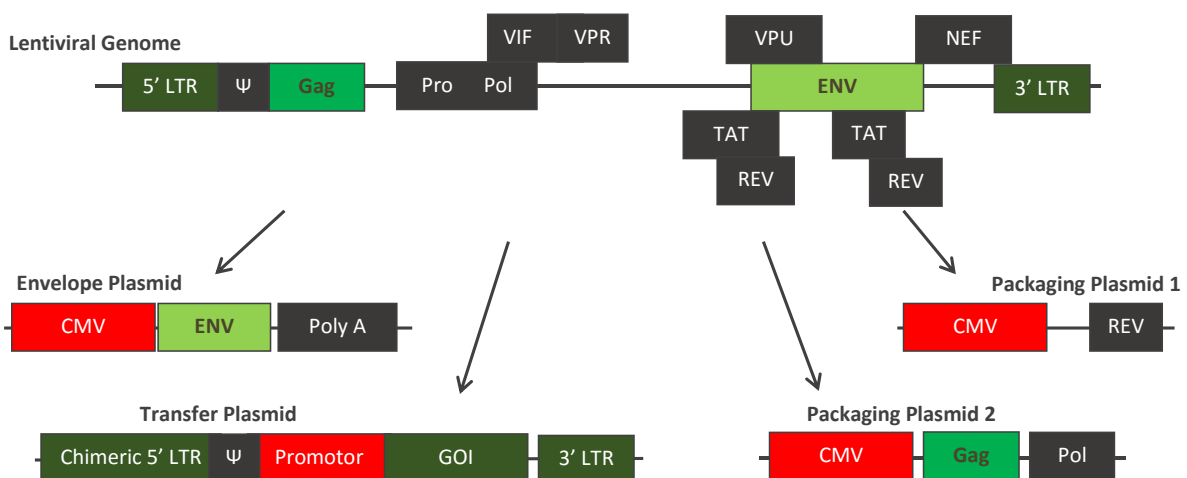 Lentiviral Genome
VIF VPR VPU NEF
5’ LTR Ψ Gag Pro Pol ENV 3’ LTR
TAT TAT
REV REV
Envelope Plasmid
Packaging Plasmid 1
CMV ENV Poly A CMV REV
Transfer Plasmid
Packaging Plasmid 2
Chimeric 5’ LTR Ψ Promotor GOI 3’ LTR CMV Gag Pol